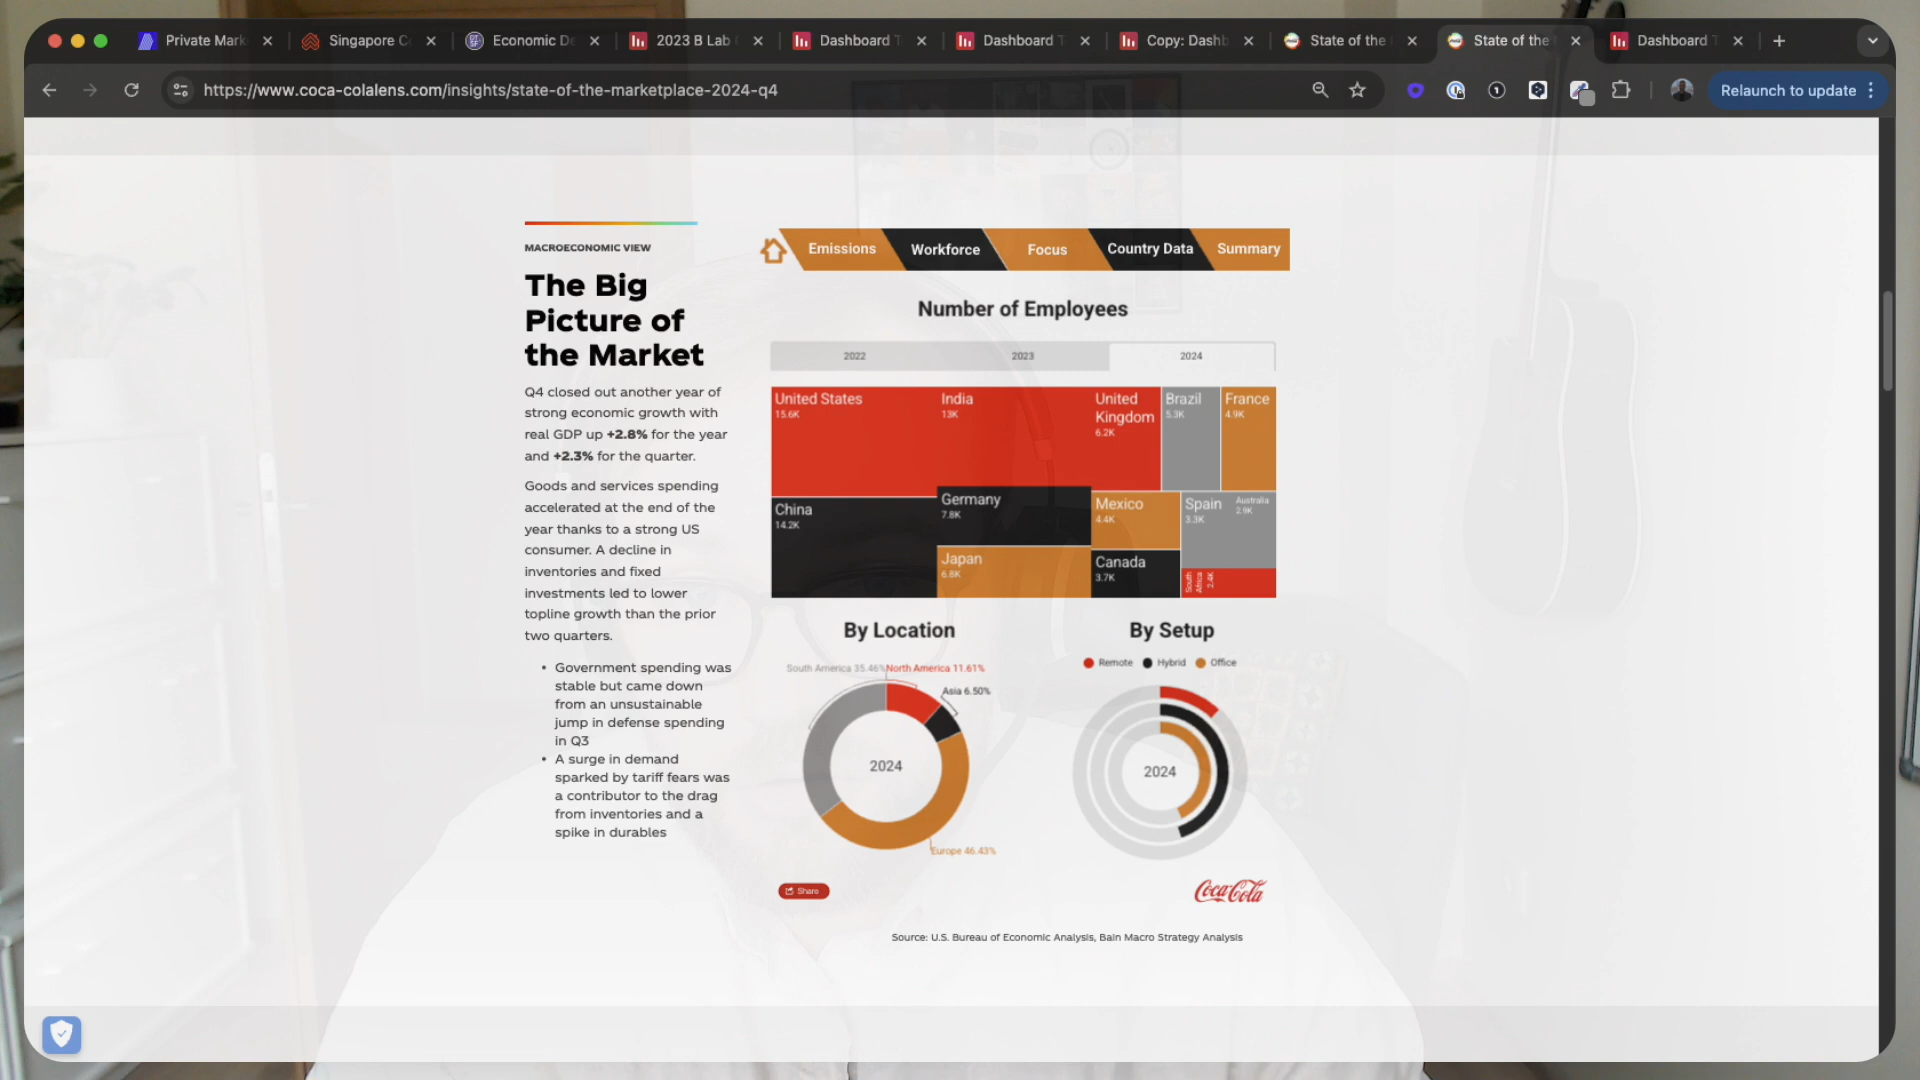 Private Mark
Singapore C
Economic D
2023 B Lab
Dashboard T
Dashboard T
Copy: Dashb
State of the
State of the
Dashboard T
https://www.coca-colalens.com/insights/state-of-the-marketplace-2024-q4
Relaunch to update
MACROECONOMIC VIEW
The Big
Picture of
the Market
Q4 closed out another year of
strong economic growth with
real GDP up +2.8% for the year
and +2.3% for the quarter.
Goods and services spending
accelerated at the end of the
year thanks to a strong US
consumer. A decline in
inventories and fixed
investments led to lower
topline growth than the prior
two quarters.
• Government spending was
stable but came down
from an unsustainable
jump in defense spending
in Q3
• A surge in demand
sparked by tariff fears was
a contributor to the drag
from inventories and a
spike in durables
Emissions
Workforce
Focus
Country Data
Summary
Number of Employees
2022
2023
2024
United States
15.6K
India
13K
United
Kingdom
6.2K
Brazil
5.3K
France
4.9K
China
14.2K
Germany
7.8K
Japan
6.8K
Mexico
4.4K
Canada
3.7K
Spain
3.3K
Australia
2.9K
South
Africa
2.4K
By Location
South America 35.46%
North America 11.61%
Asia 6.50%
2024
Europe 46.43%
By Setup
Remote
Hybrid
Office
2024
Share
Coca-Cola
Source: U.S. Bureau of Economic Analysis, Bain Macro Strategy Analysis